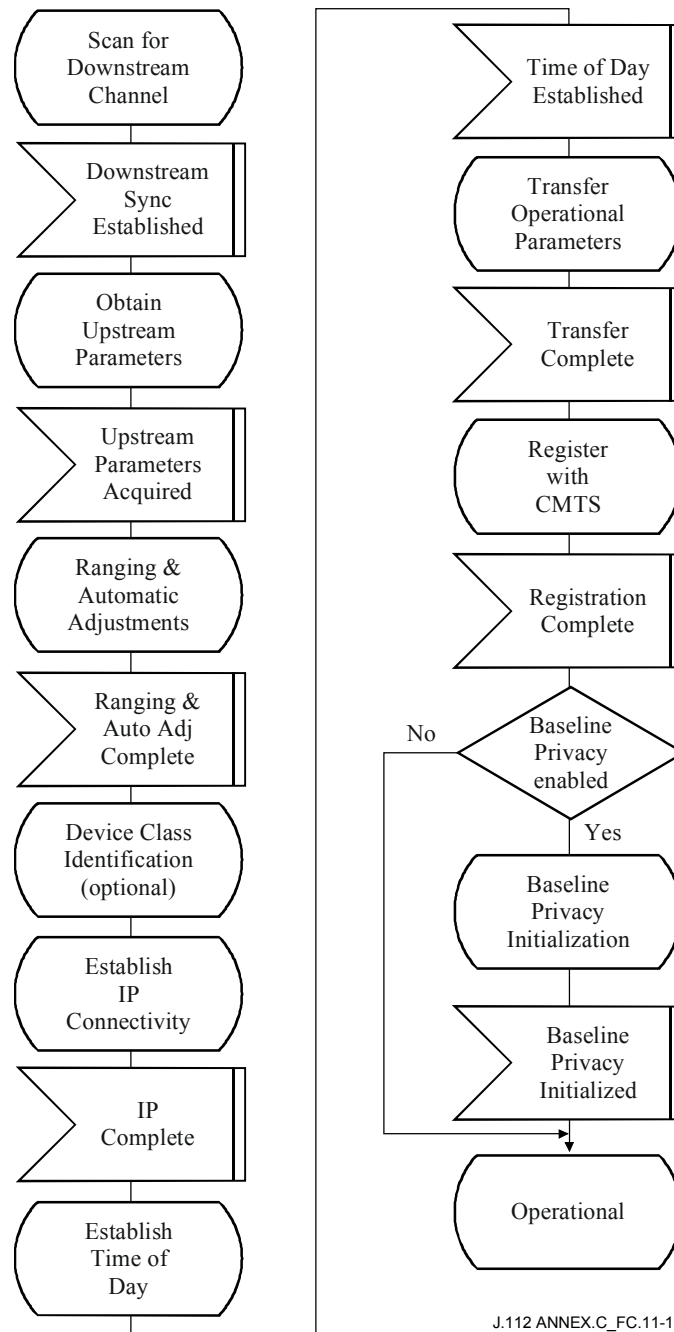 Scan for
Downstream
Channel
Downstream
Sync
Established
Obtain
Upstream
Parameters
Upstream
Parameters
Acquired
Ranging &
Automatic
Adjustments
Ranging &
Auto Adj
Complete
Device Class
Identification
(optional)
Establish
IP
Connectivity
IP
Complete
Establish
Time of
Day
Time of Day
Established
Transfer
Operational
Parameters
Transfer
Complete
Register
with
CMTS
Registration
Complete
No
Baseline
Privacy
enabled
Yes
Baseline
Privacy
Initialization
Baseline
Privacy
Initialized
Operational
J.112 ANNEX.C_FC.11-1